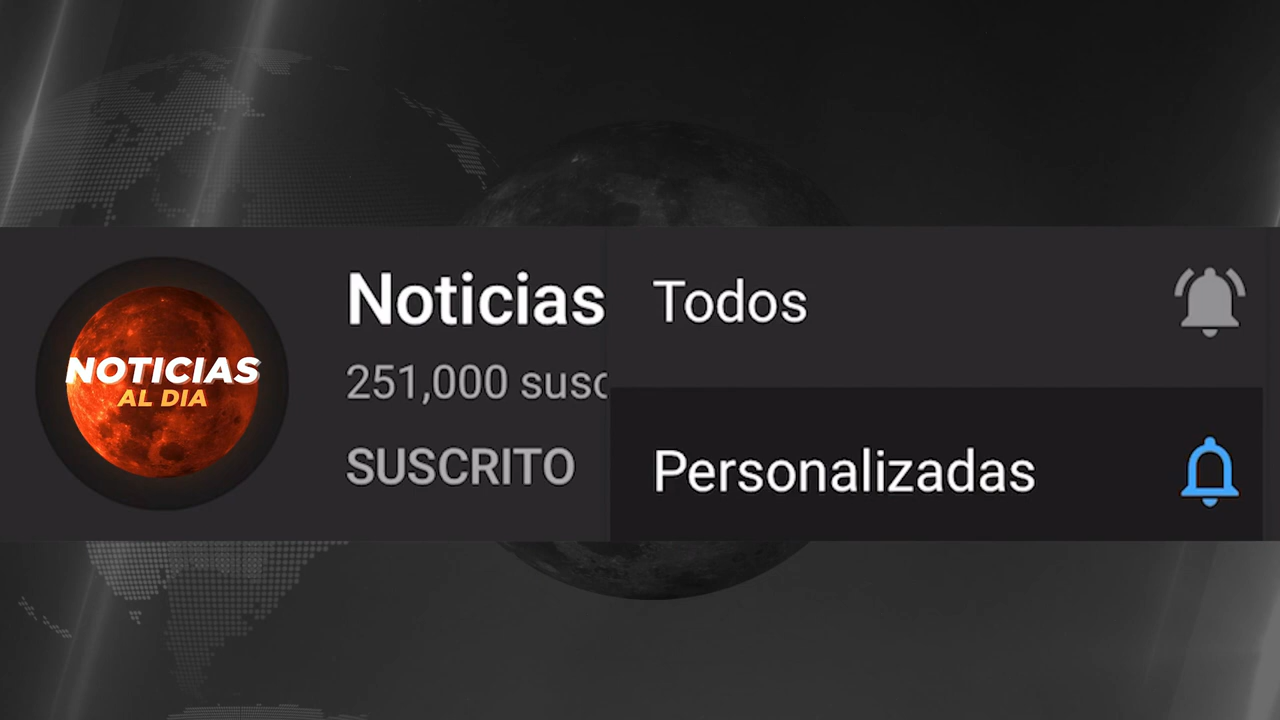 NOTICIAS
AL DIA
Noticias
251,000 susc
SUSCRITO
Todos
Personalizadas